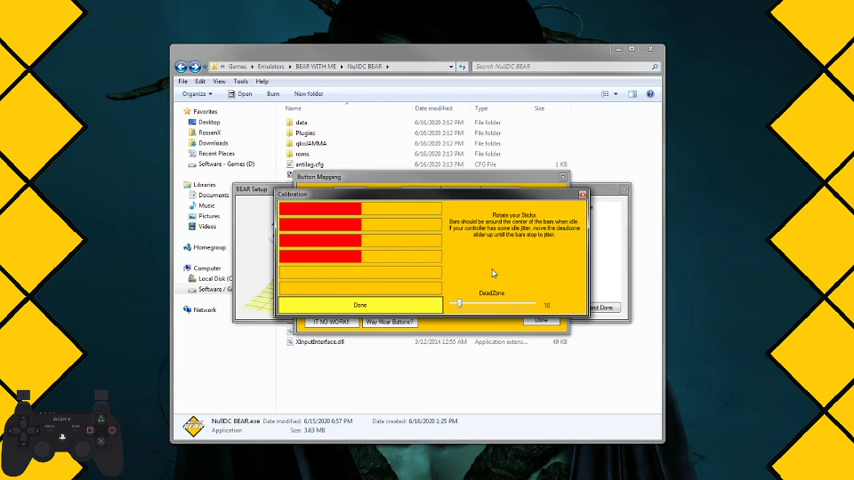 Games ▸ Emulators ▸ BEAR WITH ME ▸ NullDC BEAR ▸
Search NullDC BEAR
File Edit View Tools Help
Organize ▾ Open Burn New folder
Name Date modified Type Size
Favorites
Desktop
RossenX
Downloads
Recent Places
Software - Games (D)
Libraries
Documents
Music
Pictures
Videos
Homegroup
Computer
Local Disk (C
Software / G
Network
data 6/16/2020 2:12 PM File folder
Plugins 6/16/2020 2:12 PM File folder
qkoJAMMA 6/16/2020 2:12 PM File folder
roms 6/16/2020 2:12 PM File folder
antilag.cfg 6/16/2020 2:12 PM CFG File 1 KB
Button Mapping
BEAR Setup
Calibration
Rotate your Sticks
Bars should be around the center of the bars when idle.
If your controller has some idle jitter, move the deadzone
slider up untill the bars stop to jitter.
DeadZone
10
Done
IT NO WORK!
Way Moar Buttons?
Done
nd Done
XInputInterface.dll 3/12/2014 12:55 AM Application extens... 49 KB
NullDC BEAR.exe Date modified: 6/15/2020 6:57 PM Date created: 6/16/2020 1:25 PM
Application Size: 3.63 MB
SONY